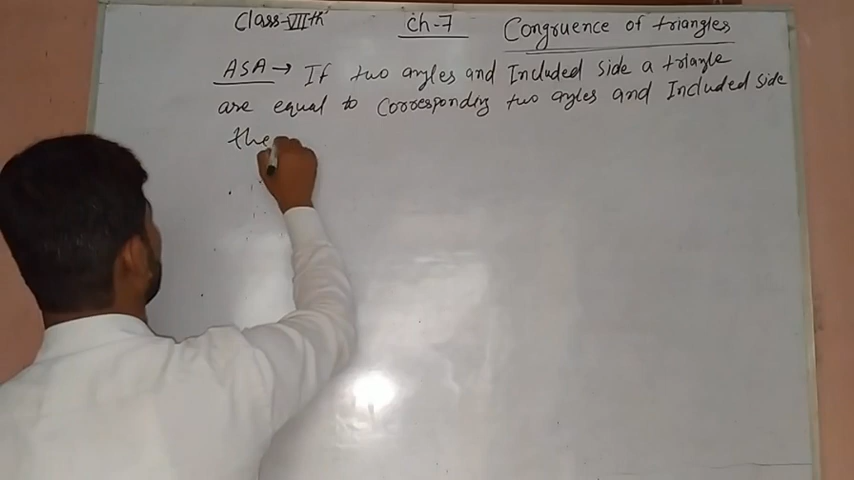 Class-VIIth Ch-7 Congruence of triangles
ASA → If two angles and Included side a triangle
are equal to Corresponding two angles and Included side
the